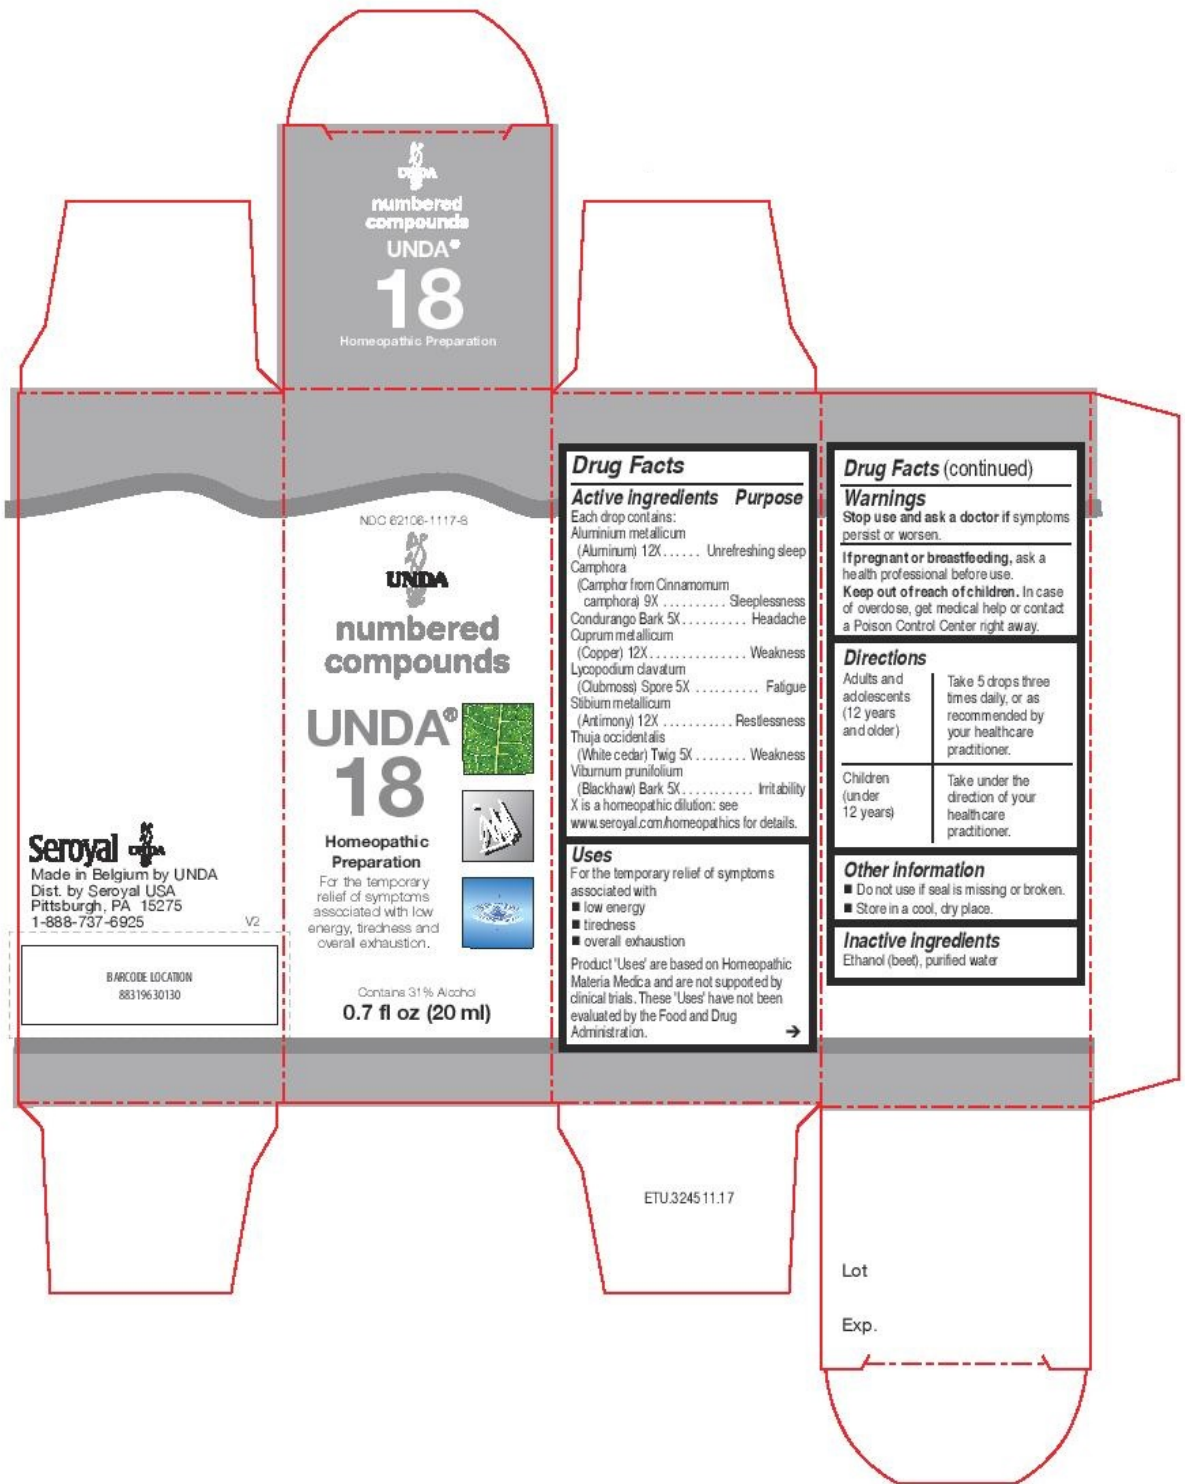 UNDA
numbered
compounds
UNDA®
18
Homeopathic Preparation
Seroyal UNDA
Made in Belgium by UNDA
Dist. by Seroyal USA
Pittsburgh, PA 15275
1-888-737-6925 V2
BARCODE LOCATION
88319630130
NDC 62106-1117-8
UNDA
numbered
compounds
UNDA®
18
Homeopathic
Preparation
For the temporary
relief of symptoms
associated with low
energy, tiredness and
overall exhaustion.
Contains 31% Alcohol
0.7 fl oz (20 ml)
Drug Facts
Active ingredients Purpose
Each drop contains:
Aluminium metallicum
(Aluminum) 12X...... Unrefreshing sleep
Camphora
(Camphor from Cinnamomum
camphora) 9X .......... Sleeplessness
Condurango Bark 5X.......... Headache
Cuprum metallicum
(Copper) 12X............... Weakness
Lycopodium clavatum
(Clubmoss) Spore 5X .......... Fatigue
Stibium metallicum
(Antimony) 12X ........... Restlessness
Thuja occidentalis
(White cedar) Twig 5X........ Weakness
Viburnum prunifolium
(Blackhaw) Bark 5X........... Irritability
X is a homeopathic dilution: see
www.seroyal.com/homeopathics for details.
Uses
For the temporary relief of symptoms
associated with
■ low energy
■ tiredness
■ overall exhaustion
Product 'Uses' are based on Homeopathic
Materia Medica and are not supported by
clinical trials. These 'Uses' have not been
evaluated by the Food and Drug
Administration. ➔
Drug Facts (continued)
Warnings
Stop use and ask a doctor if symptoms
persist or worsen.
If pregnant or breastfeeding, ask a
health professional before use.
Keep out of reach of children. In case
of overdose, get medical help or contact
a Poison Control Center right away.
Directions
Adults and
adolescents
(12 years
and older)
Take 5 drops three
times daily, or as
recommended by
your healthcare
practitioner.
Children
(under
12 years)
Take under the
direction of your
healthcare
practitioner.
Other information
■ Do not use if seal is missing or broken.
■ Store in a cool, dry place.
Inactive ingredients
Ethanol (beet), purified water
ETU.3245 11.17
Lot
Exp.